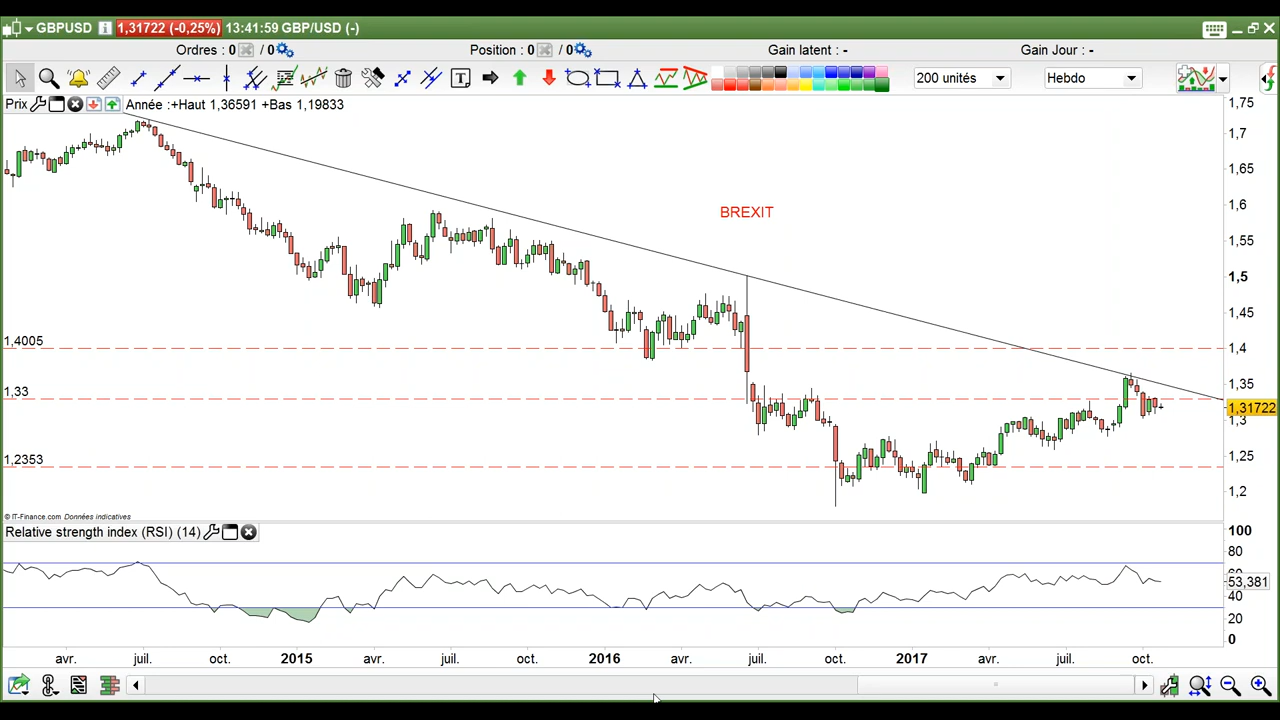 GBPUSD 1,31722 (-0,25%) 13:41:59 GBP/USD (-)
Ordres : 0 / 0 Position : 0 / 0 Gain latent : - Gain Jour : -
200 unités Hebdo
Prix Année :+Haut 1,36591 +Bas 1,19833
1,75
1,7
1,65
1,6
BREXIT
1,55
1,5
1,45
1,4005
1,4
1,35
1,33
1,31722
1,3
1,25
1,2353
1,2
© IT-Finance.com Données indicatives
Relative strength index (RSI) (14)
100
80
60
53,381
40
20
0
avr. juil. oct. 2015 avr. juil. oct. 2016 avr. juil. oct. 2017 avr. juil. oct.